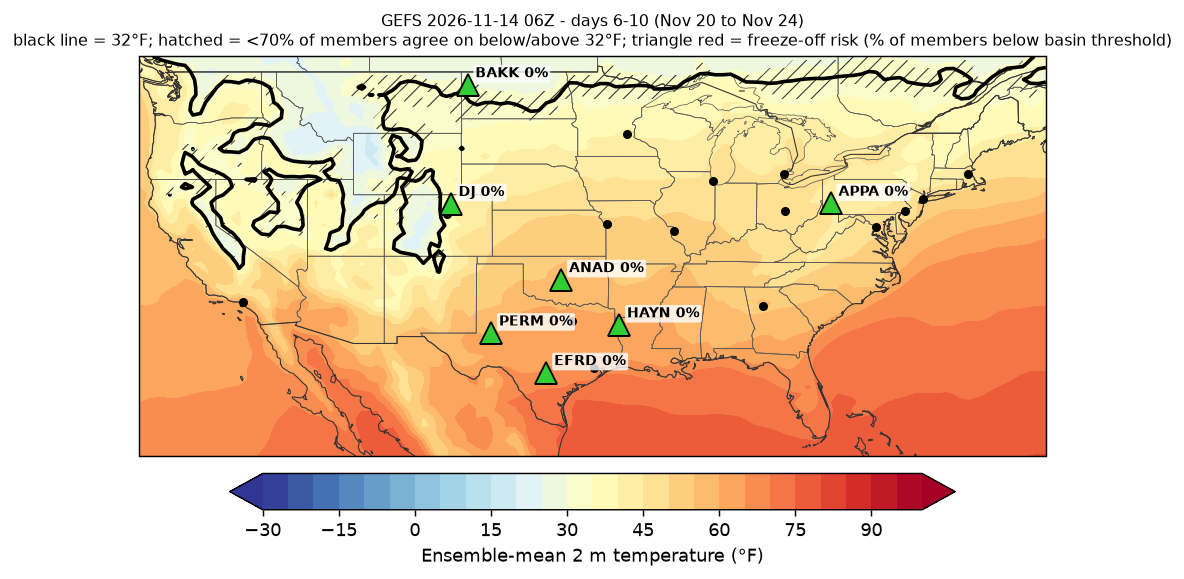 GEFS 2026-11-14 06Z - days 6-10 (Nov 20 to Nov 24)
black line = 32°F; hatched = <70% of members agree on below/above 32°F; triangle red = freeze-off risk (% of members below basin threshold)
BAKK 0%
DJ 0%
APPA 0%
ANAD 0%
HAYN 0%
PERM 0%
EFRD 0%
−30 −15 0 15 30 45 60 75 90
Ensemble-mean 2 m temperature (°F)